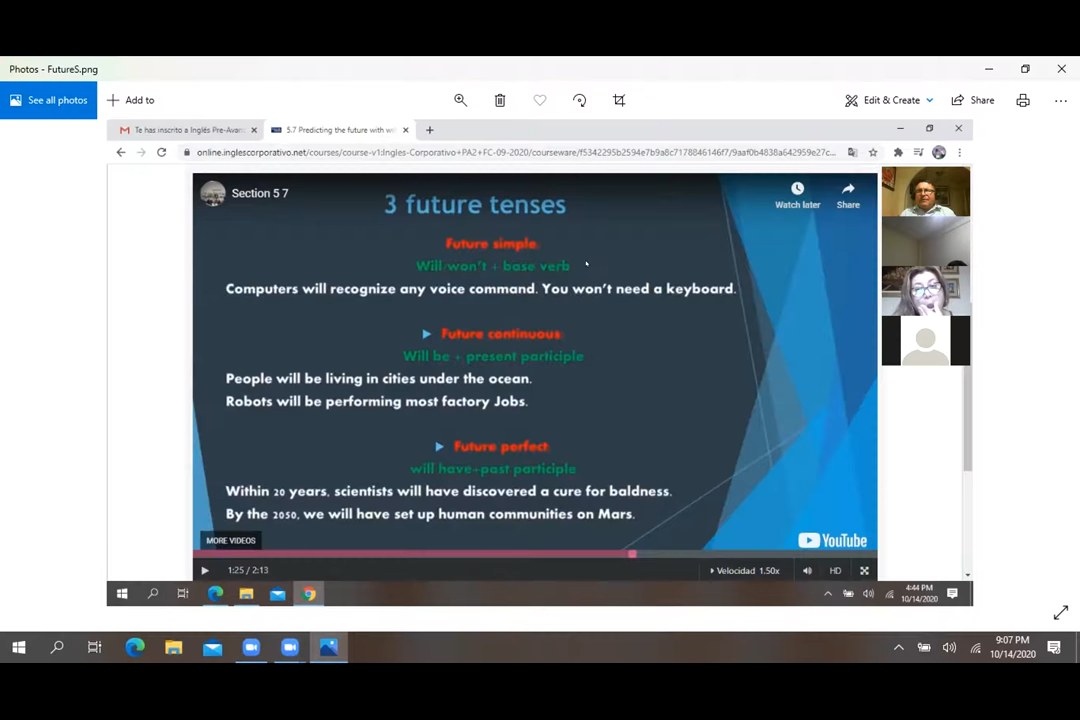 Photos - FutureS.png
See all photos
Add to
Edit & Create
Share
Te has inscrito a Inglés Pre-Avan
5.7 Predicting the future with wi
online.inglescorporativo.net/courses/course-v1:Ingles-Corporativo+PA2+FC-09-2020/courseware/f5342295b2594e7b9a8c7178846146f7/9aaf0b4838a642959e27c...
Section 5 7
3 future tenses
Watch later
Share
Future simple
Will/won't + base verb
Computers will recognize any voice command. You won't need a keyboard.
Future continuous
Will be + present participle
People will be living in cities under the ocean.
Robots will be performing most factory Jobs.
Future perfect
will have+past participle
Within 20 years, scientists will have discovered a cure for baldness.
By the 2050, we will have set up human communities on Mars.
MORE VIDEOS
YouTube
1:25 / 2:13
Velocidad 1.50x
HD
4:44 PM
10/14/2020
9:07 PM
10/14/2020